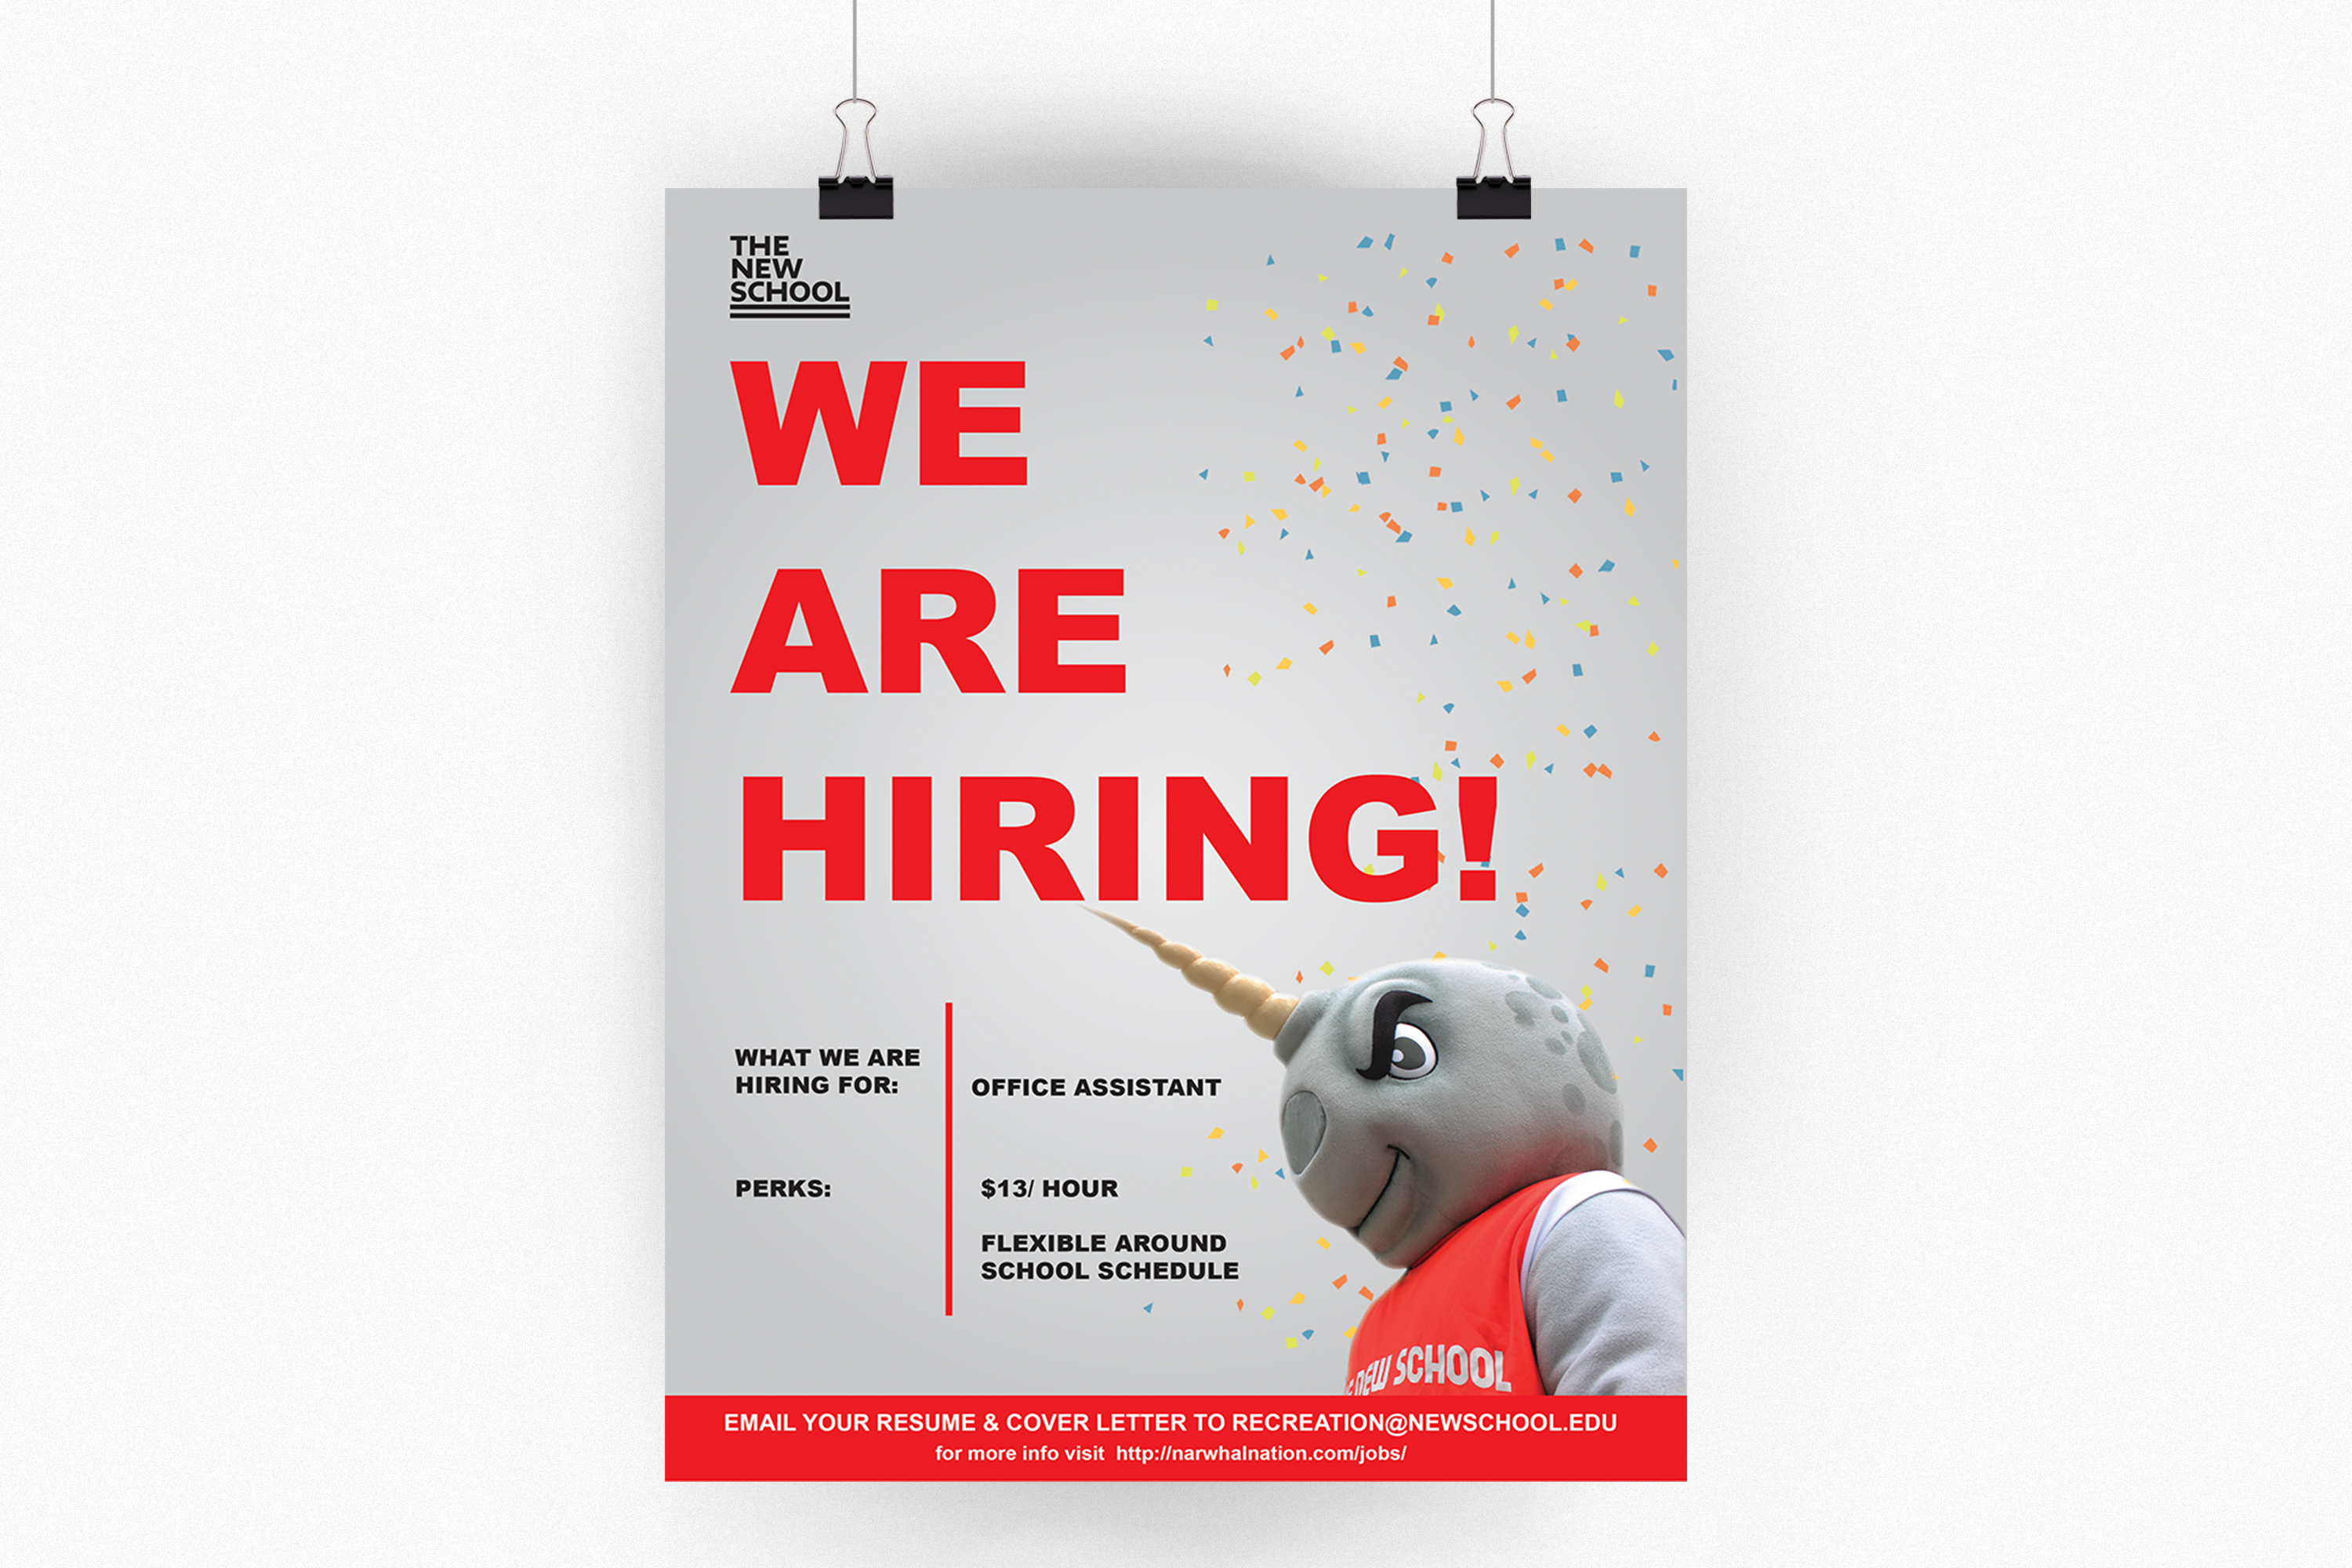 THE
NEW
SCHOOL
WE
ARE
HIRING!
WHAT WE ARE
HIRING FOR:
OFFICE ASSISTANT
PERKS:
$13/ HOUR
FLEXIBLE AROUND
SCHOOL SCHEDULE
NEW SCHOOL
EMAIL YOUR RESUME & COVER LETTER TO RECREATION@NEWSCHOOL.EDU
for more info visit http://narwhalnation.com/jobs/